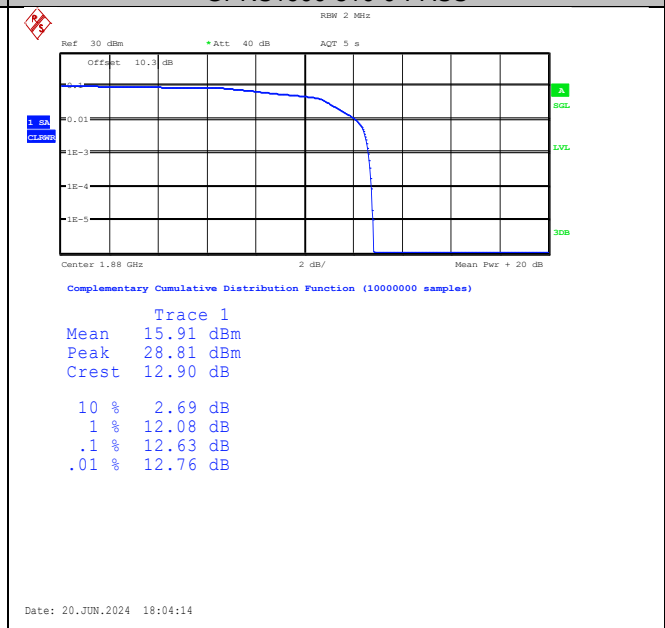 RBW 2 MHz
Ref 30 dBm *Att 40 dB AQT 5 s
Offset 10.3 dB
A
SGL
0.1
0.01
1 SA
CLRWR
LVL
1E-3
1E-4
1E-5
3DB
Center 1.88 GHz 2 dB/ Mean Pwr + 20 dB
Complementary Cumulative Distribution Function (10000000 samples)
Trace 1
Mean 15.91 dBm
Peak 28.81 dBm
Crest 12.90 dB
10 % 2.69 dB
1 % 12.08 dB
.1 % 12.63 dB
.01 % 12.76 dB
Date: 20.JUN.2024 18:04:14